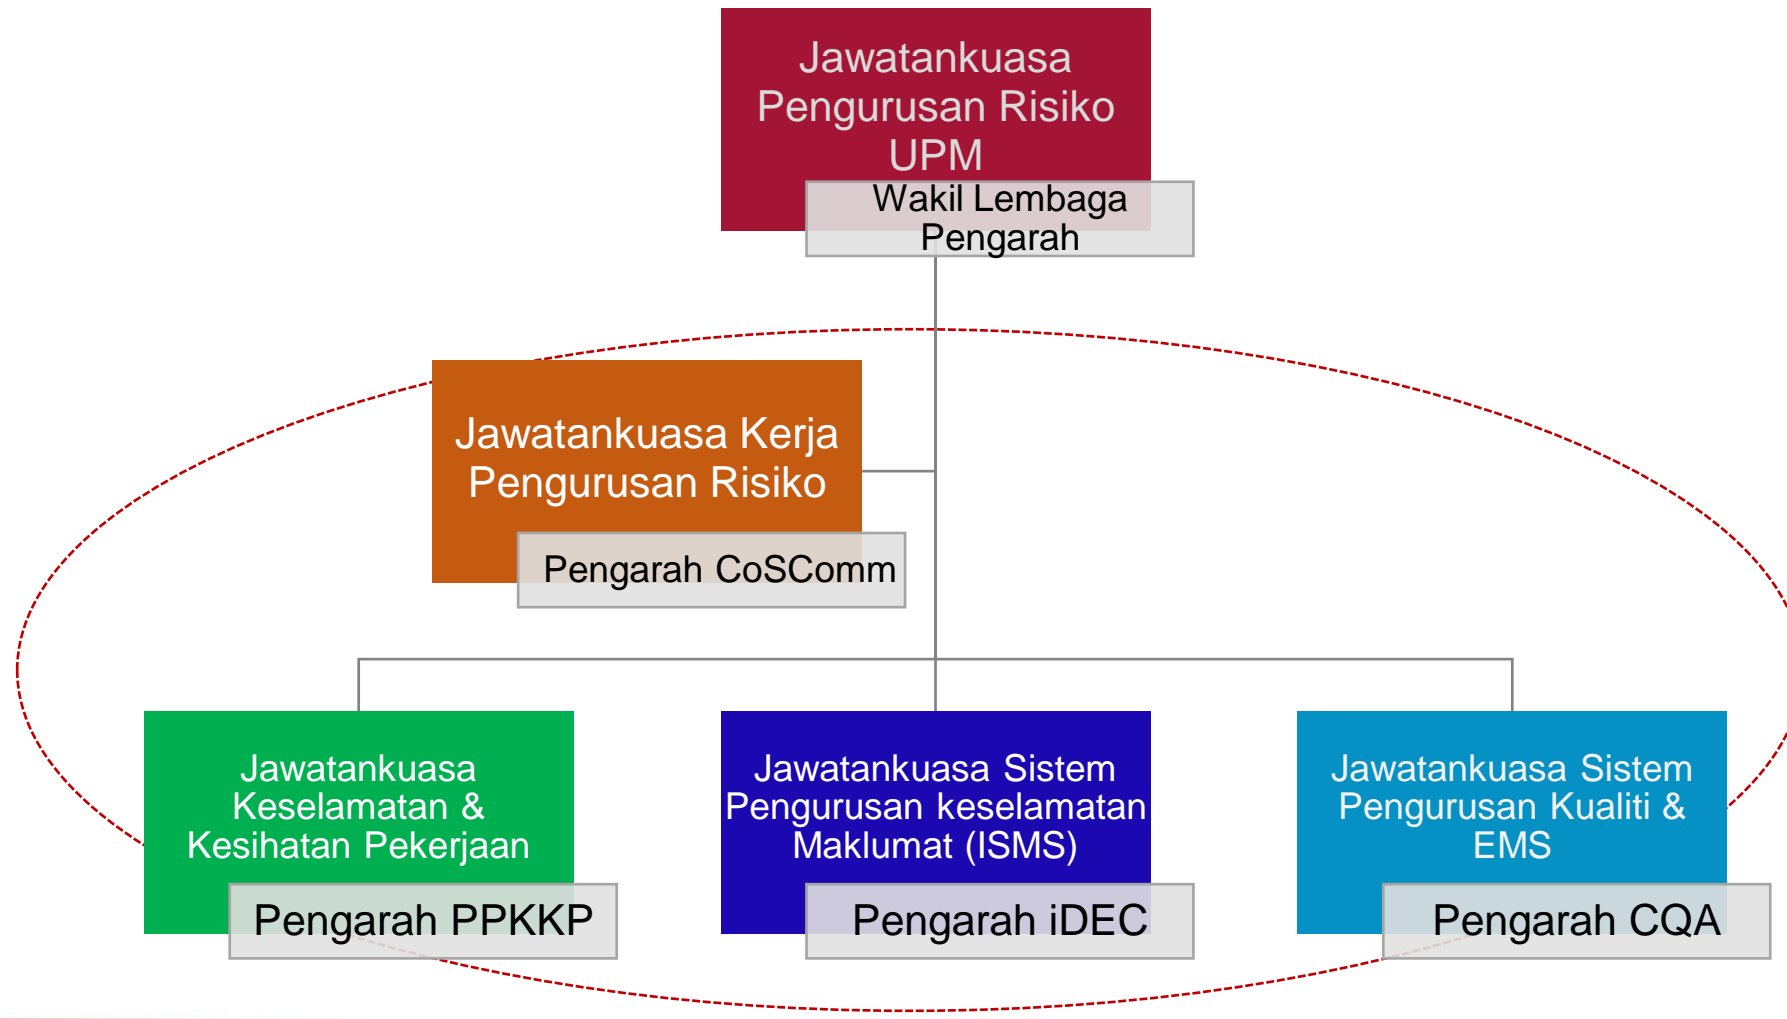 Jawatankuasa
Pengurusan Risiko
UPM
Wakil Lembaga
Pengarah
Jawatankuasa Kerja
Pengurusan Risiko
Pengarah CoSComm
Jawatankuasa
Keselamatan &
Kesihatan Pekerjaan
Pengarah PPKKP
Jawatankuasa Sistem
Pengurusan keselamatan
Maklumat (ISMS)
Pengarah iDEC
Jawatankuasa Sistem
Pengurusan Kualiti &
EMS
Pengarah CQA